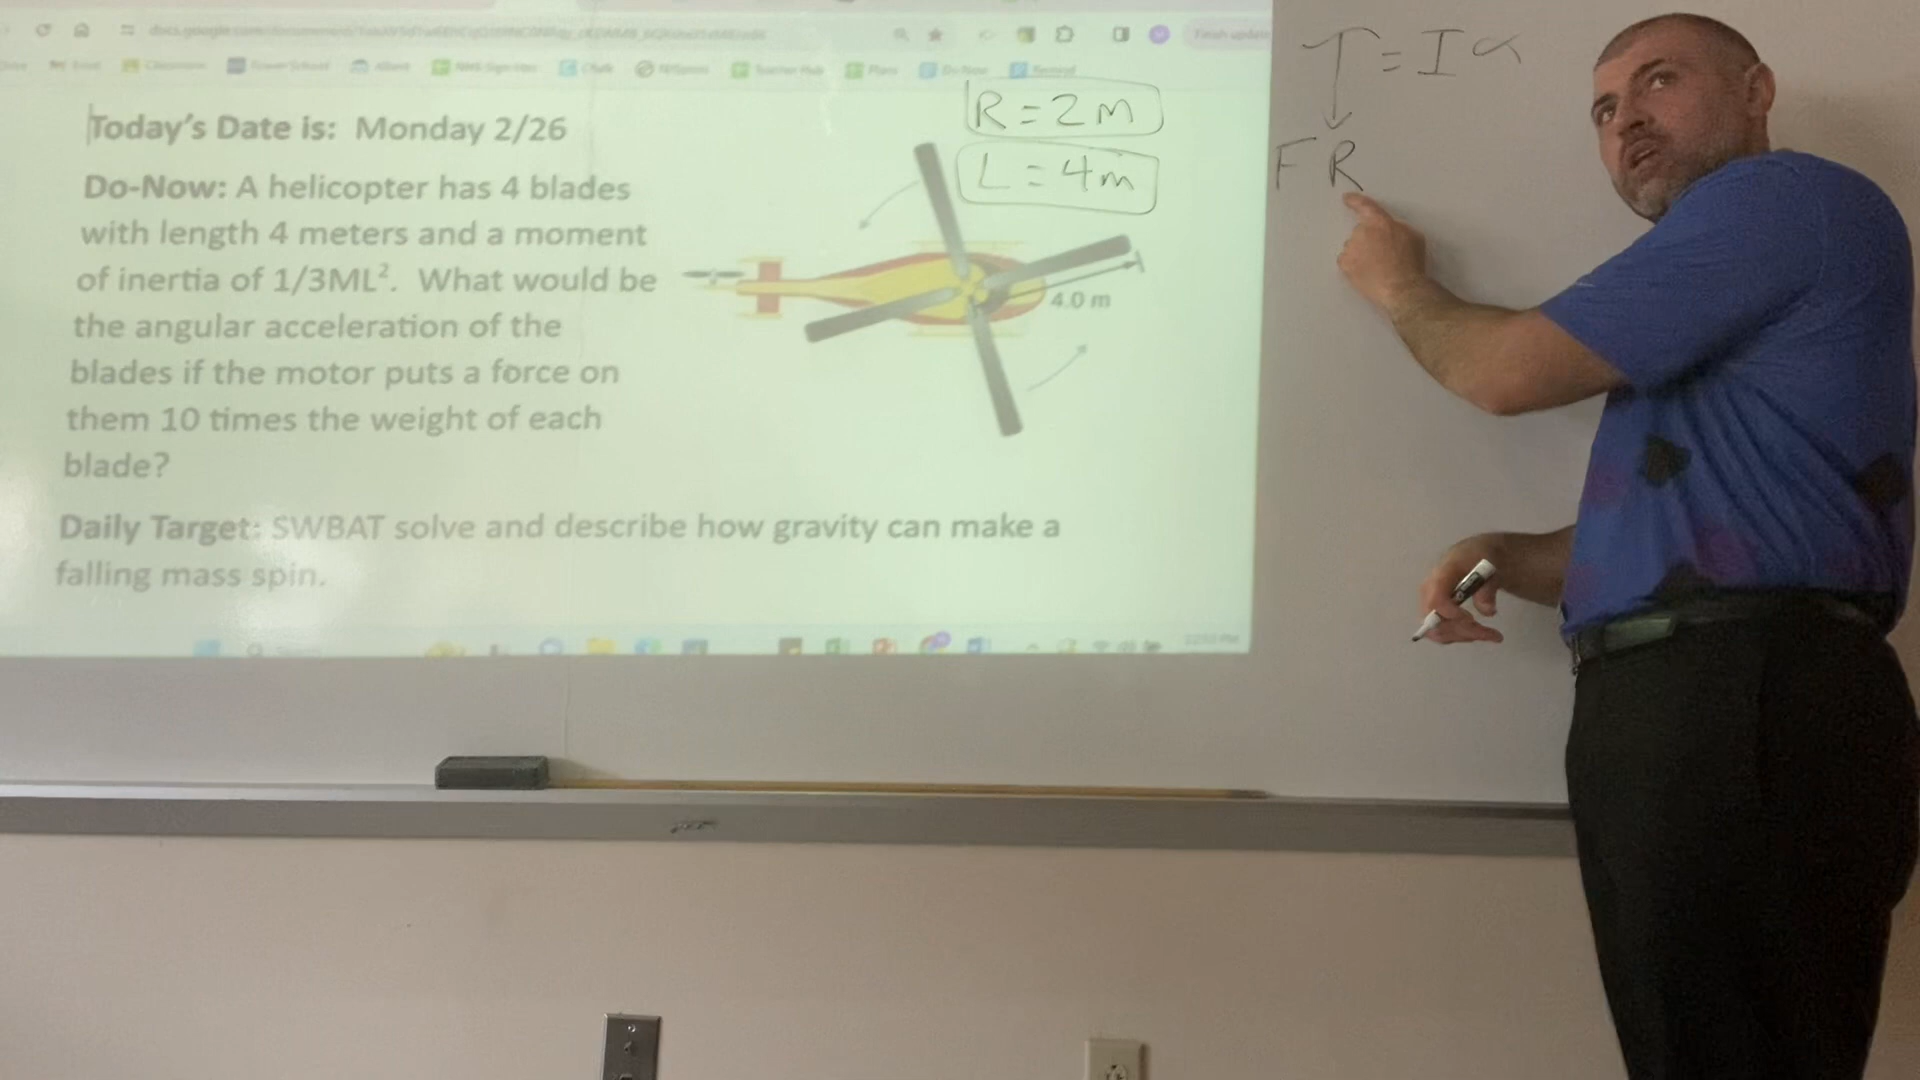 Today's Date is: Monday 2/26
Do-Now: A helicopter has 4 blades
with length 4 meters and a moment
of inertia of 1/3ML². What would be
the angular acceleration of the
blades if the motor puts a force on
them 10 times the weight of each
blade?
Daily Target: SWBAT solve and describe how gravity can make a
falling mass spin.
R = 2m
L = 4m
4.0 m
T = I α
FR